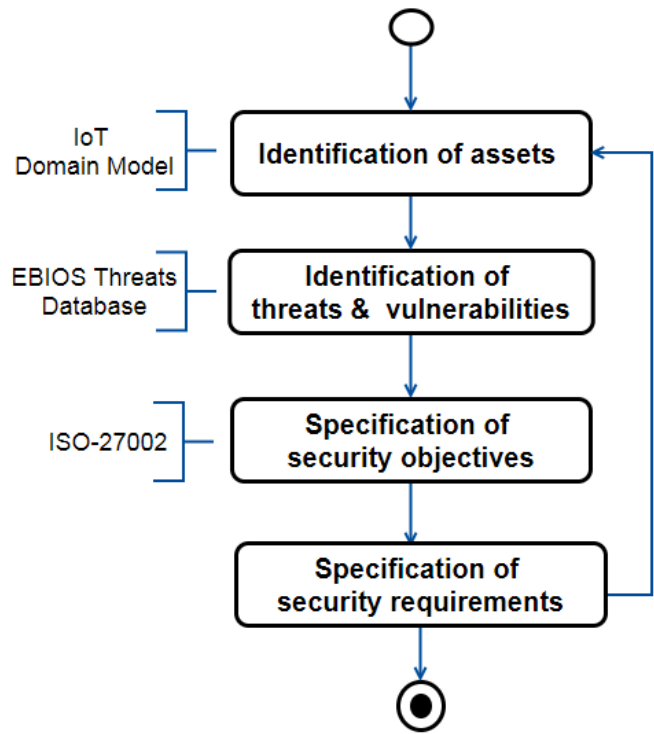 IoT
Domain Model
Identification of assets
EBIOS Threats
Database
Identification of
threats & vulnerabilities
ISO-27002
Specification of
security objectives
Specification of
security requirements